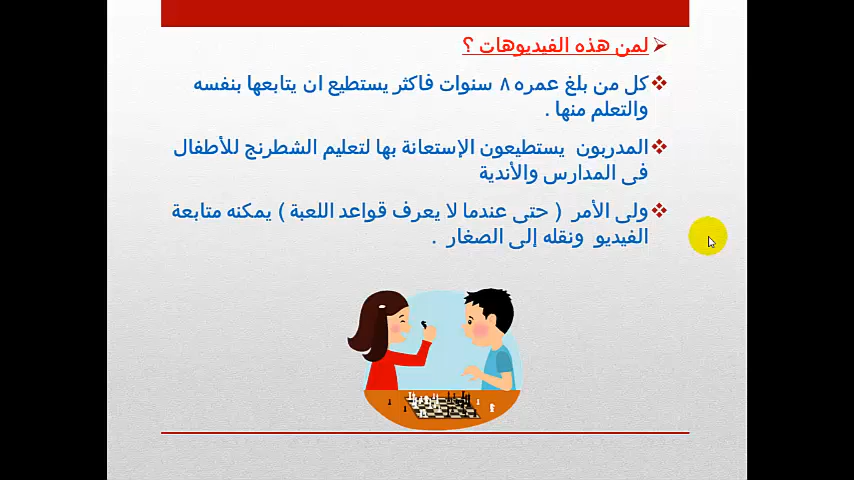 لمن هذه الفيديوهات ؟
كل من بلغ عمره ٨ سنوات فاكثر يستطيع ان يتابعها بنفسه
والتعلم منها .
المدربون يستطيعون الإستعانة بها لتعليم الشطرنج للأطفال
فى المدارس والأندية
ولى الأمر ( حتى عندما لا يعرف قواعد اللعبة ) يمكنه متابعة
الفيديو ونقله إلى الصغار .